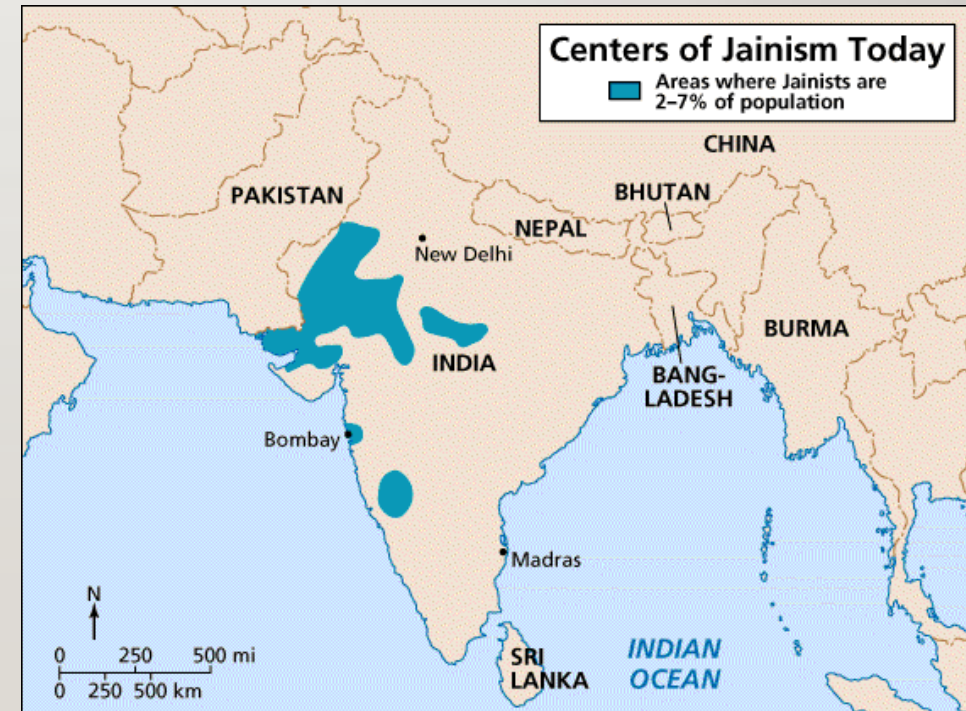 Centers of Jainism Today
Areas where Jainists are
2–7% of population
CHINA
PAKISTAN
BHUTAN
NEPAL
New Delhi
BURMA
INDIA
BANG-
LADESH
Bombay
Madras
N
0 250 500 mi
0 250 500 km
SRI
LANKA
INDIAN
OCEAN